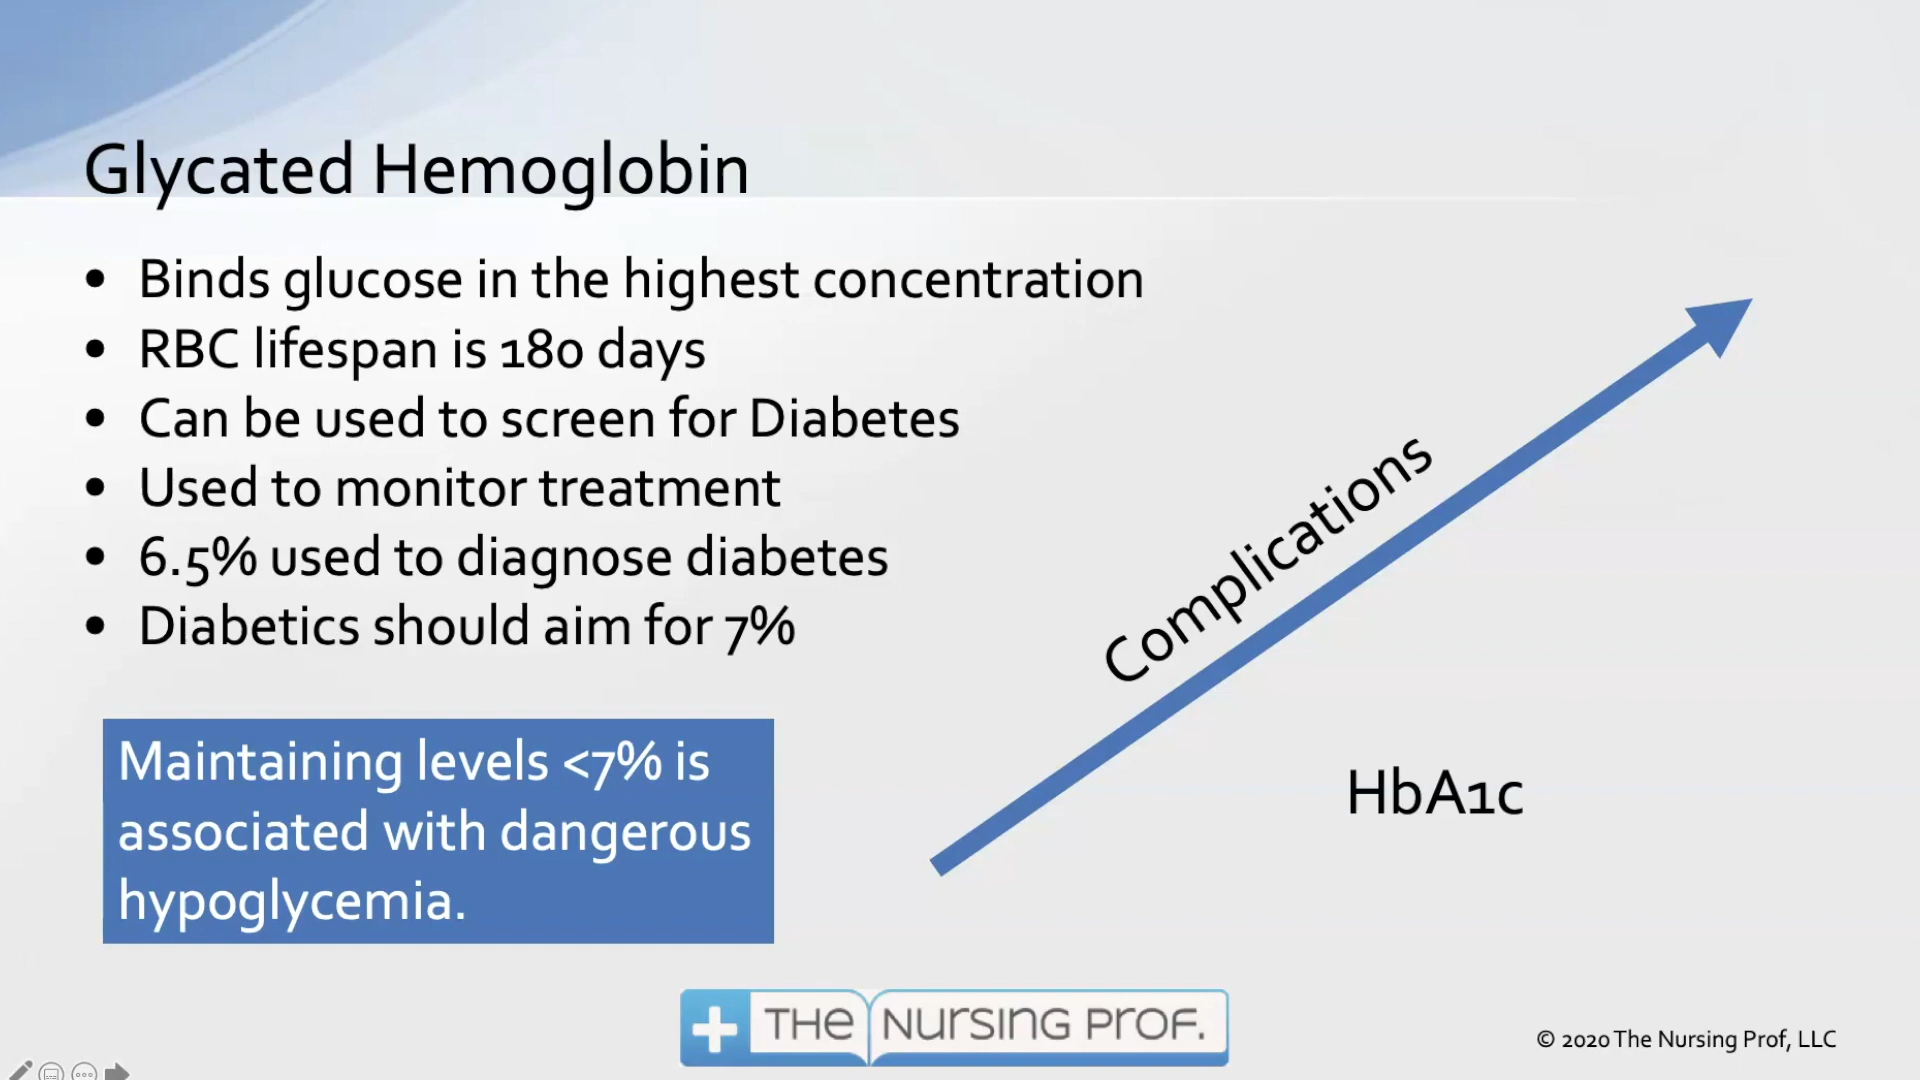 Glycated Hemoglobin
• Binds glucose in the highest concentration
• RBC lifespan is 180 days
• Can be used to screen for Diabetes
• Used to monitor treatment
• 6.5% used to diagnose diabetes
• Diabetics should aim for 7%
Complications
Maintaining levels <7% is
associated with dangerous
hypoglycemia.
HbA1c
THE NURSING PROF.
© 2020 The Nursing Prof, LLC